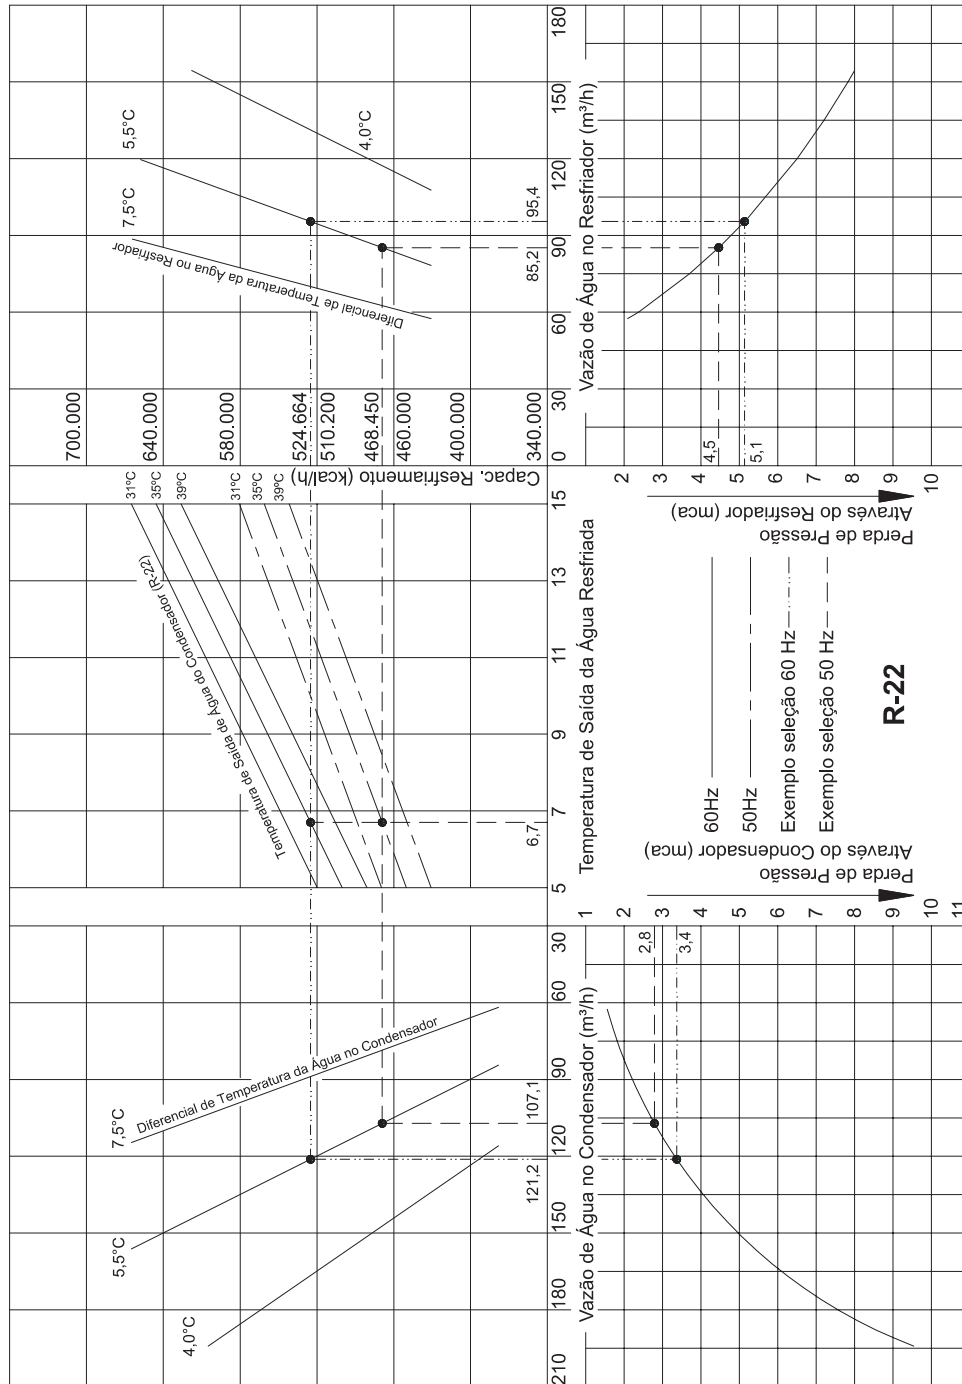 5,5°C
7,5°C
4,0°C
Diferencial de Temperatura da Água no Resfriador
85,2
95,4
0
30
60
90
120
150
180
Vazão de Água no Resfriador (m³/h)
700.000
640.000
580.000
524.664
510.200
468.450
460.000
400.000
340.000
Capac. Resfriamento (kcal/h)
4,5
5,1
2
3
4
5
6
7
8
9
10
Perda de Pressão
Através do Resfriador (mca)
31°C
35°C
39°C
31°C
35°C
39°C
Temperatura de Saída de Água do Condensador (R-22)
6,7
5
7
9
11
13
15
Temperatura de Saída da Água Resfriada
60Hz
50Hz
Exemplo seleção 60 Hz
Exemplo seleção 50 Hz
R-22
7,5°C
5,5°C
4,0°C
Diferencial de Temperatura da Água no Condensador
121,2
107,1
210
180
150
120
90
60
30
Vazão de Água no Condensador (m³/h)
2,8
3,4
1
2
3
4
5
6
7
8
9
10
11
Perda de Pressão
Através do Condensador (mca)